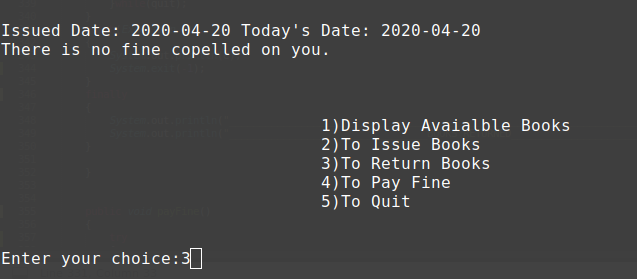 Issued Date: 2020-04-20 Today's Date: 2020-04-20
There is no fine copelled on you.
1)Display Avaialble Books
2)To Issue Books
3)To Return Books
4)To Pay Fine
5)To Quit
Enter your choice:3